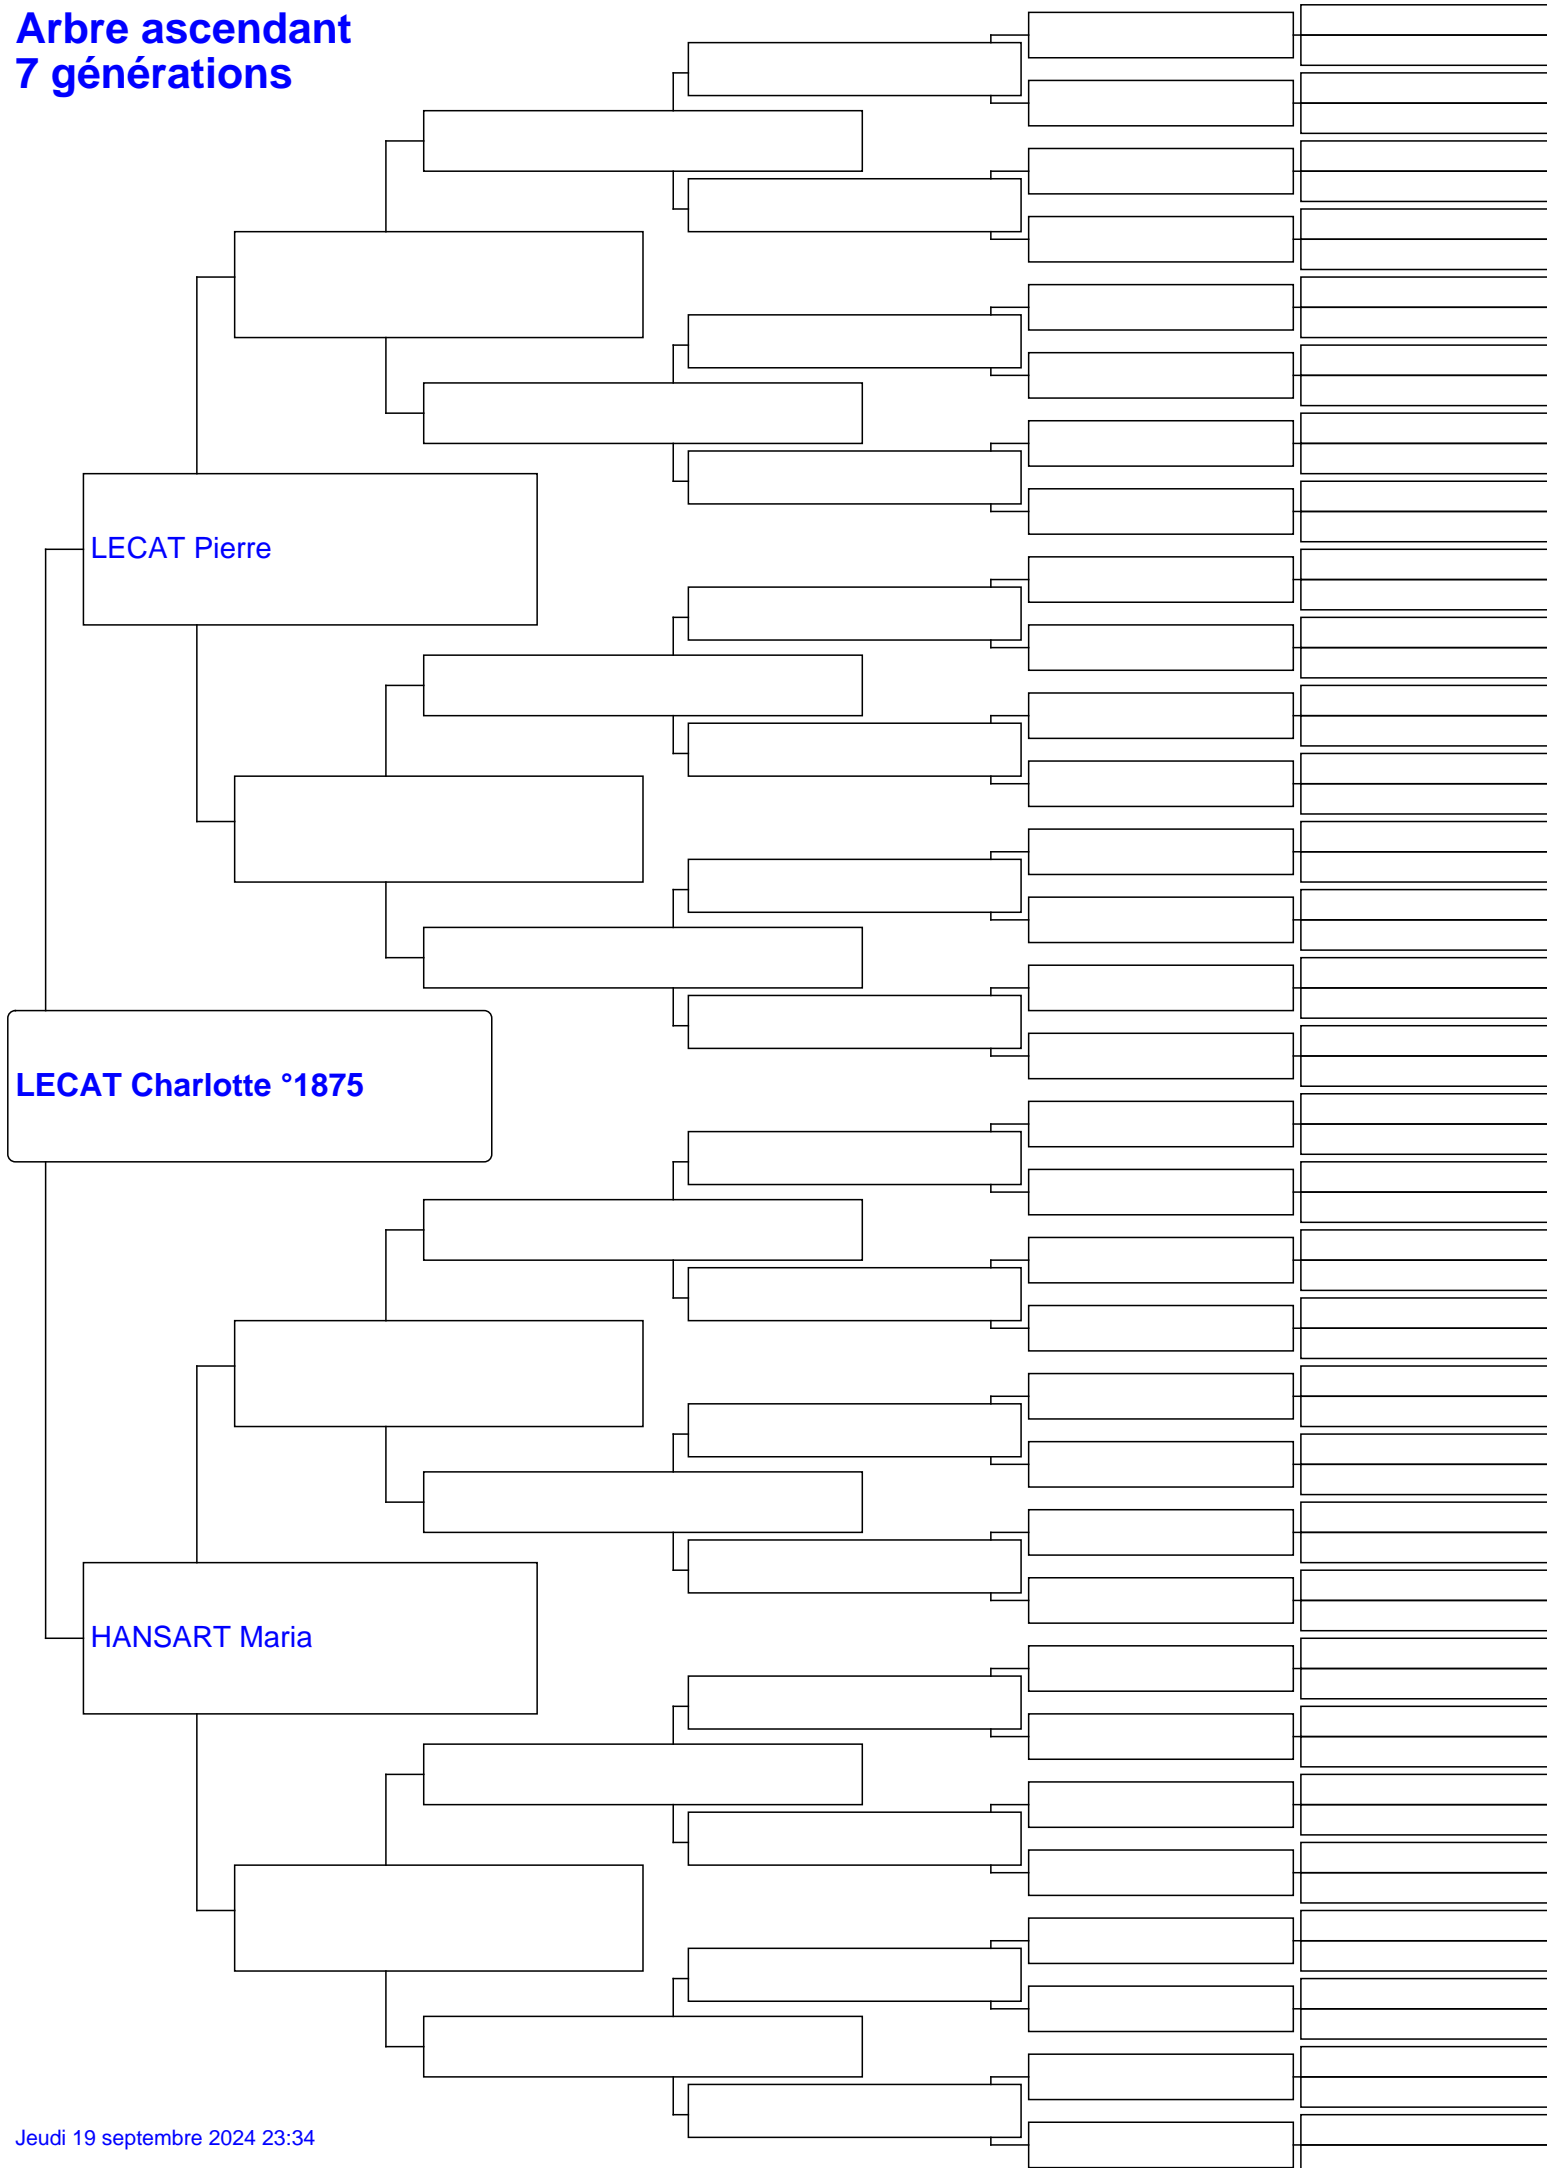 Arbre ascendant
7 générations
LECAT Pierre
LECAT Charlotte °1875
HANSART Maria
Jeudi 19 septembre 2024 23:34